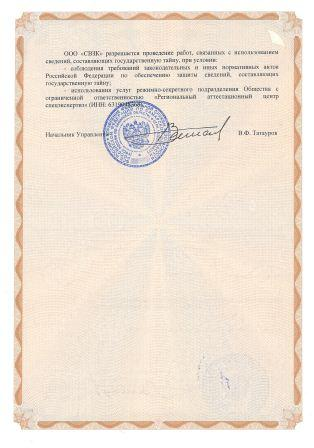 ООО «СВЯК» разрешается проведение работ, связанных с использованием
сведений, составляющих государственную тайну, при условии:
- соблюдения требований законодательных и иных нормативных актов
Российской Федерации по обеспечению защиты сведений, составляющих
государственную тайну;
- использования услуг режимно-секретного подразделения Общества с
ограниченной ответственностью «Региональный аттестационный центр
спецэкспертиз» (ИНН:
Начальник Управления
В.Ф. Татауров